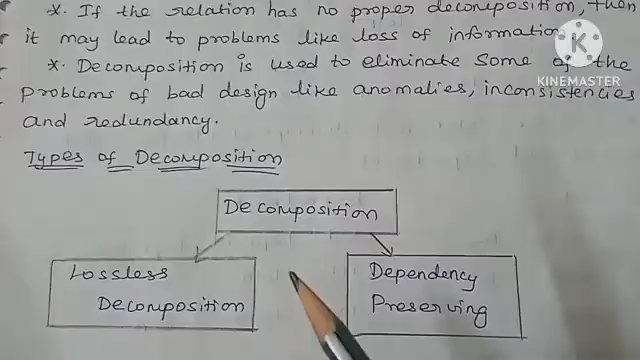 *. If the relation has no proper decomposition, then
it may lead to problems like loss of information
*. Decomposition is used to eliminate some of the
problems of bad design like anomalies, inconsistencies
and redundancy.
Types of Decomposition
Decomposition
Lossless
Decomposition
Dependency
Preserving
KINEMASTER